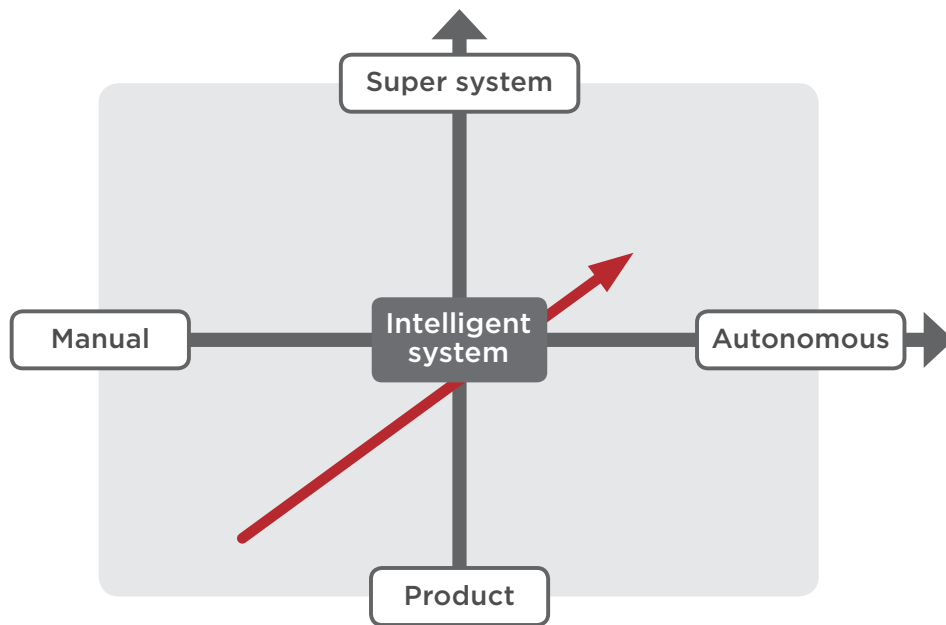 Super system
Manual
Intelligent
system
Autonomous
Product